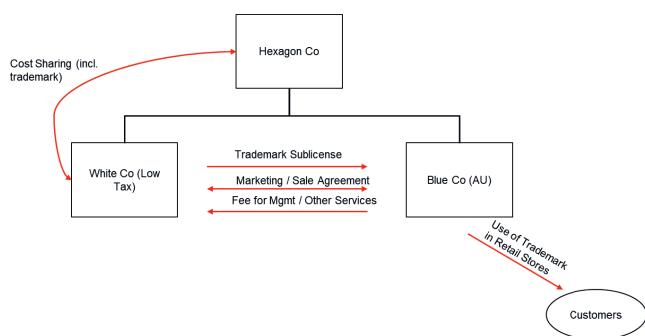 Hexagon Co
Cost Sharing (incl.
trademark)
White Co (Low
Tax)
Trademark Sublicense
Marketing / Sale Agreement
Fee for Mgmt / Other Services
Blue Co (AU)
Use of Trademark
in Retail Stores
Customers